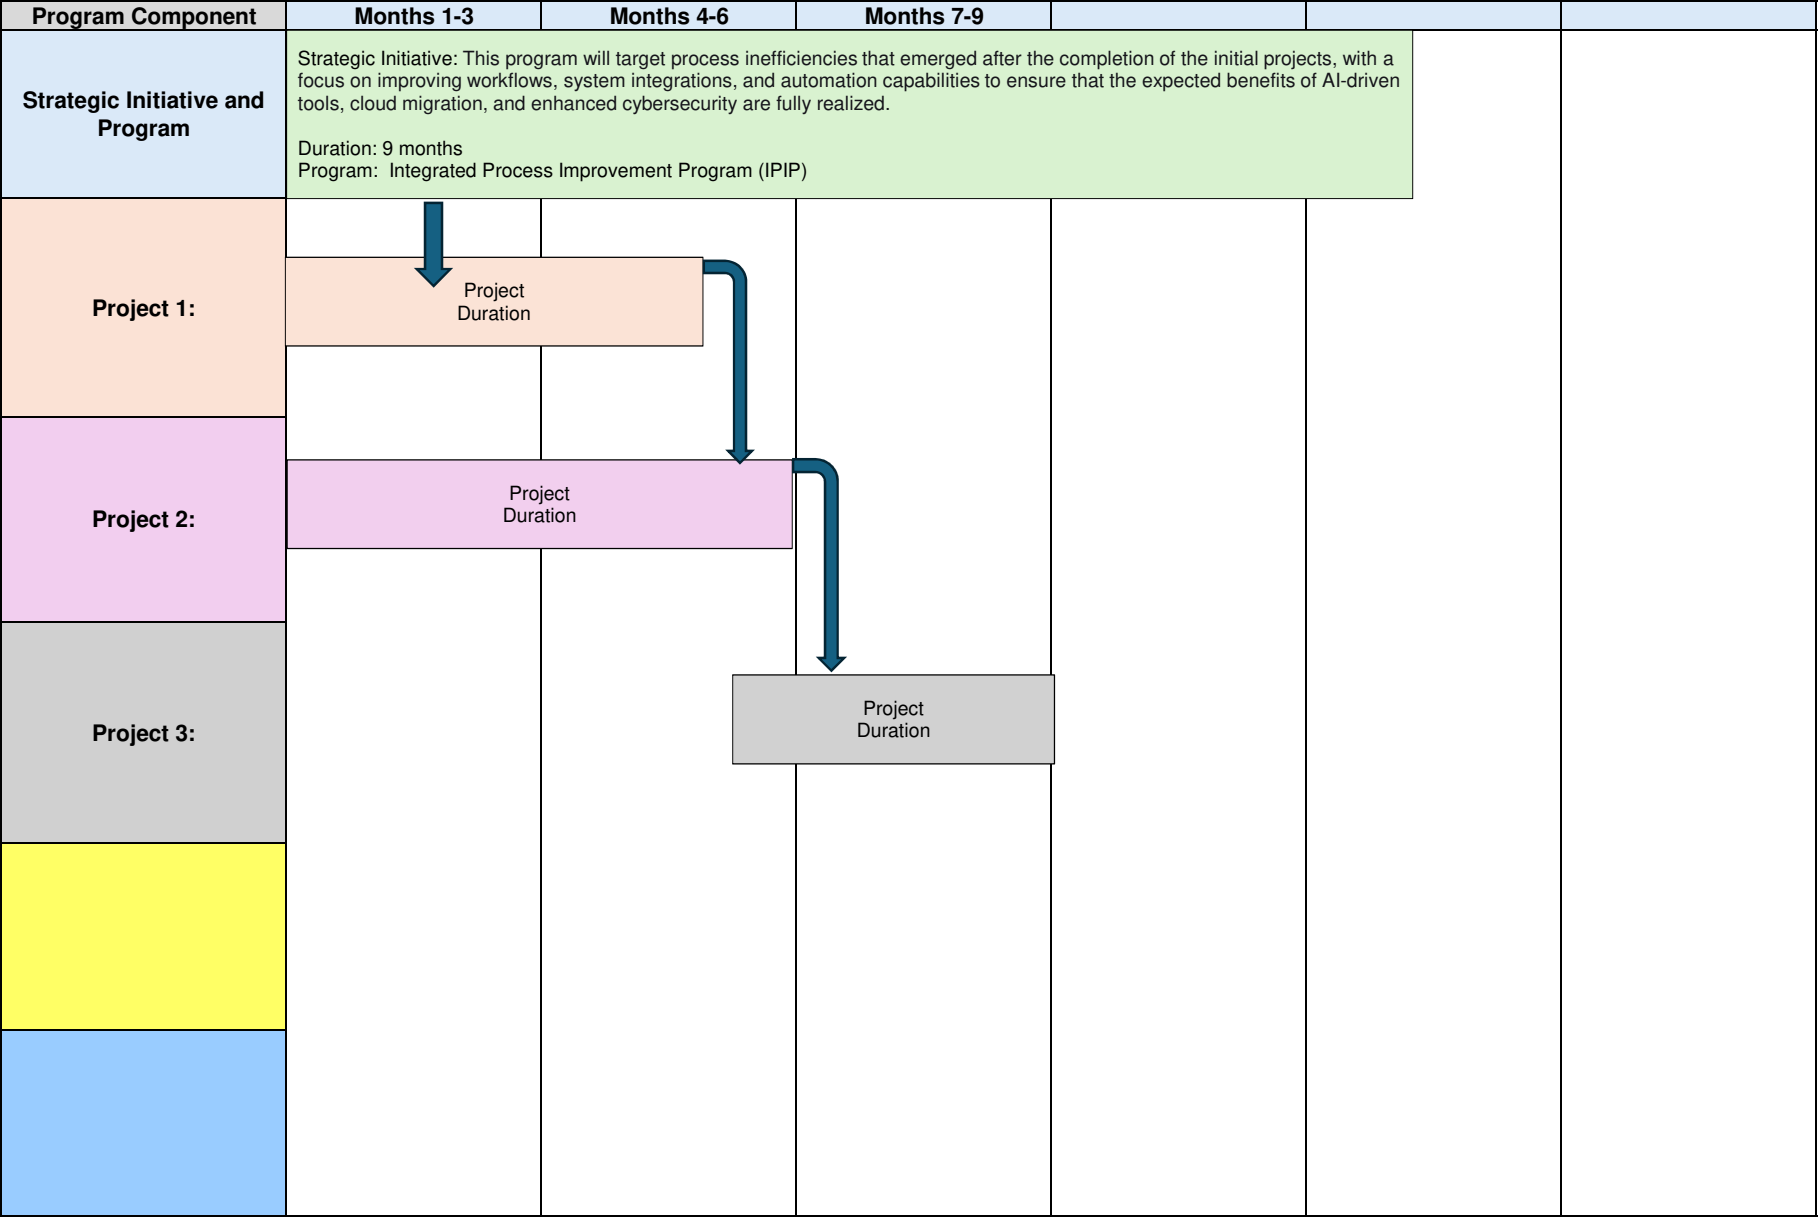 Program Component
Months 1-3
Months 4-6
Months 7-9
Strategic Initiative and
Program
Strategic Initiative: This program will target process inefficiencies that emerged after the completion of the initial projects, with a
focus on improving workflows, system integrations, and automation capabilities to ensure that the expected benefits of AI-driven
tools, cloud migration, and enhanced cybersecurity are fully realized.
Duration: 9 months
Program:  Integrated Process Improvement Program (IPIP)
Project 1:
Project
Duration
Project 2:
Project
Duration
Project 3:
Project
Duration